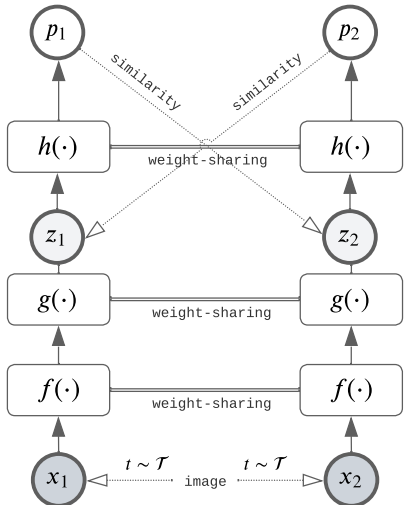 p₁ p₂
similarity similarity
h(·) h(·)
weight-sharing
z₁ z₂
g(·) g(·)
weight-sharing
f(·) f(·)
weight-sharing
t ∼ 𝒯 t ∼ 𝒯
x₁ image x₂